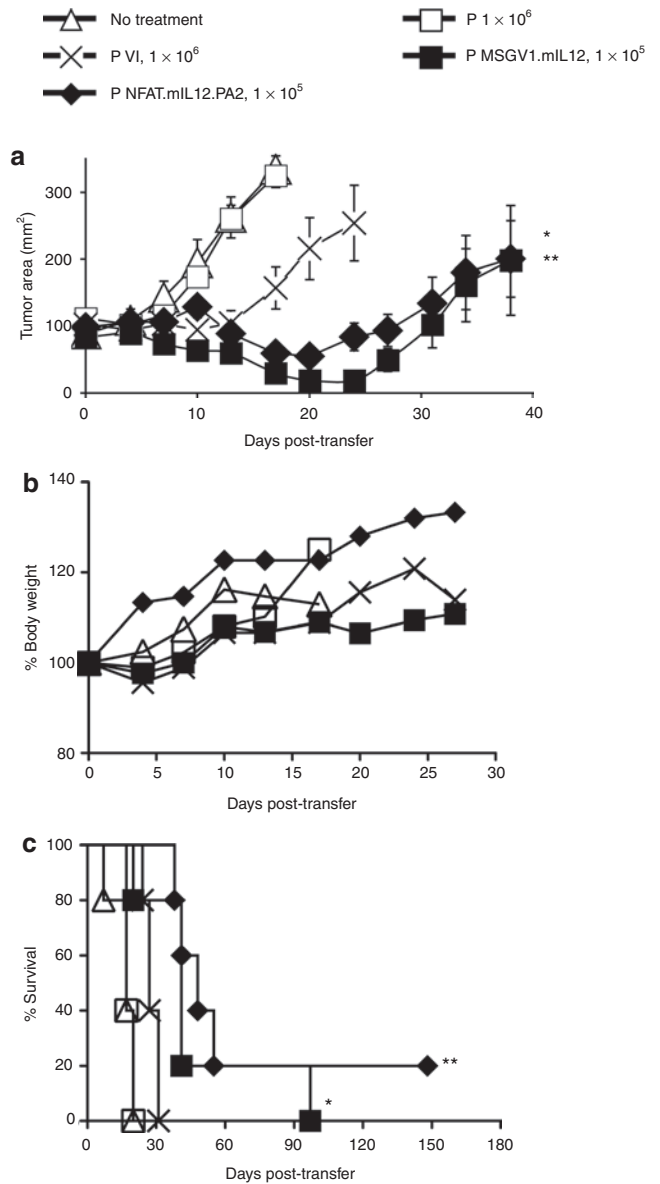 No treatment
P 1 × 10⁶
P VI, 1 × 10⁶
P MSGV1.mIL12, 1 × 10⁵
P NFAT.mIL12.PA2, 1 × 10⁵
a
300
200
100
0
Tumor area (mm²)
*
**
0 10 20 30 40
Days post-transfer
b
140
120
100
80
% Body weight
0 5 10 15 20 25 30
Days post-transfer
c
100
80
60
40
20
0
% Survival
**
*
0 30 60 90 120 150 180
Days post-transfer